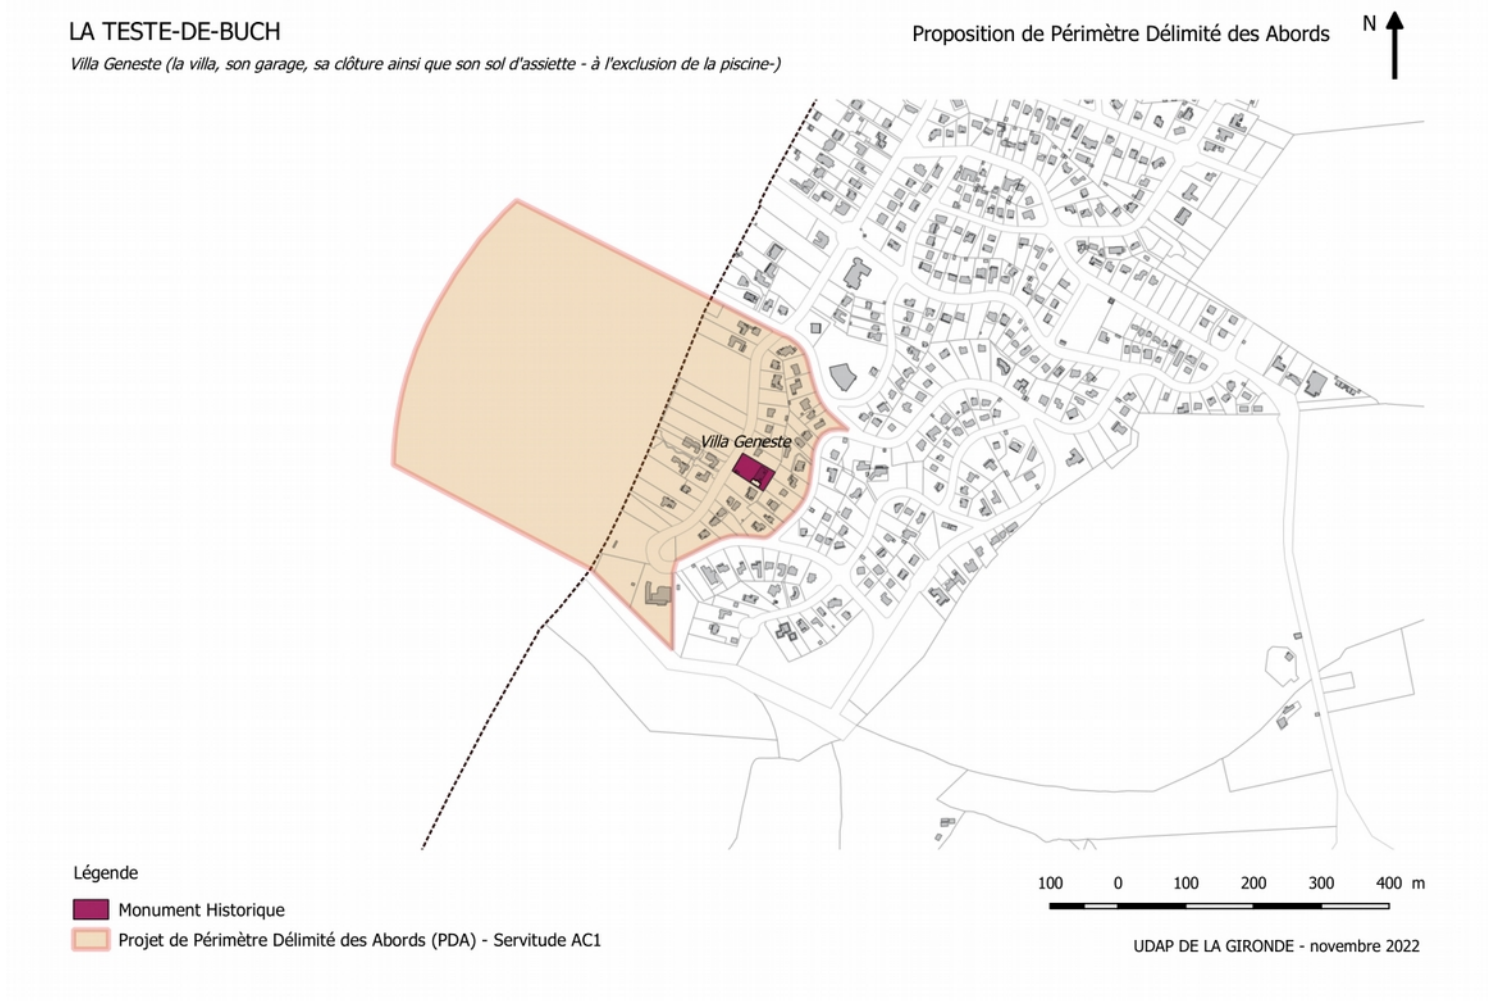 LA TESTE-DE-BUCH
Villa Geneste (la villa, son garage, sa clôture ainsi que son sol d'assiette - à l'exclusion de la piscine-)
Proposition de Périmètre Délimité des Abords
N
Villa Geneste
Légende
Monument Historique
Projet de Périmètre Délimité des Abords (PDA) - Servitude AC1
100 0 100 200 300 400 m
UDAP DE LA GIRONDE - novembre 2022